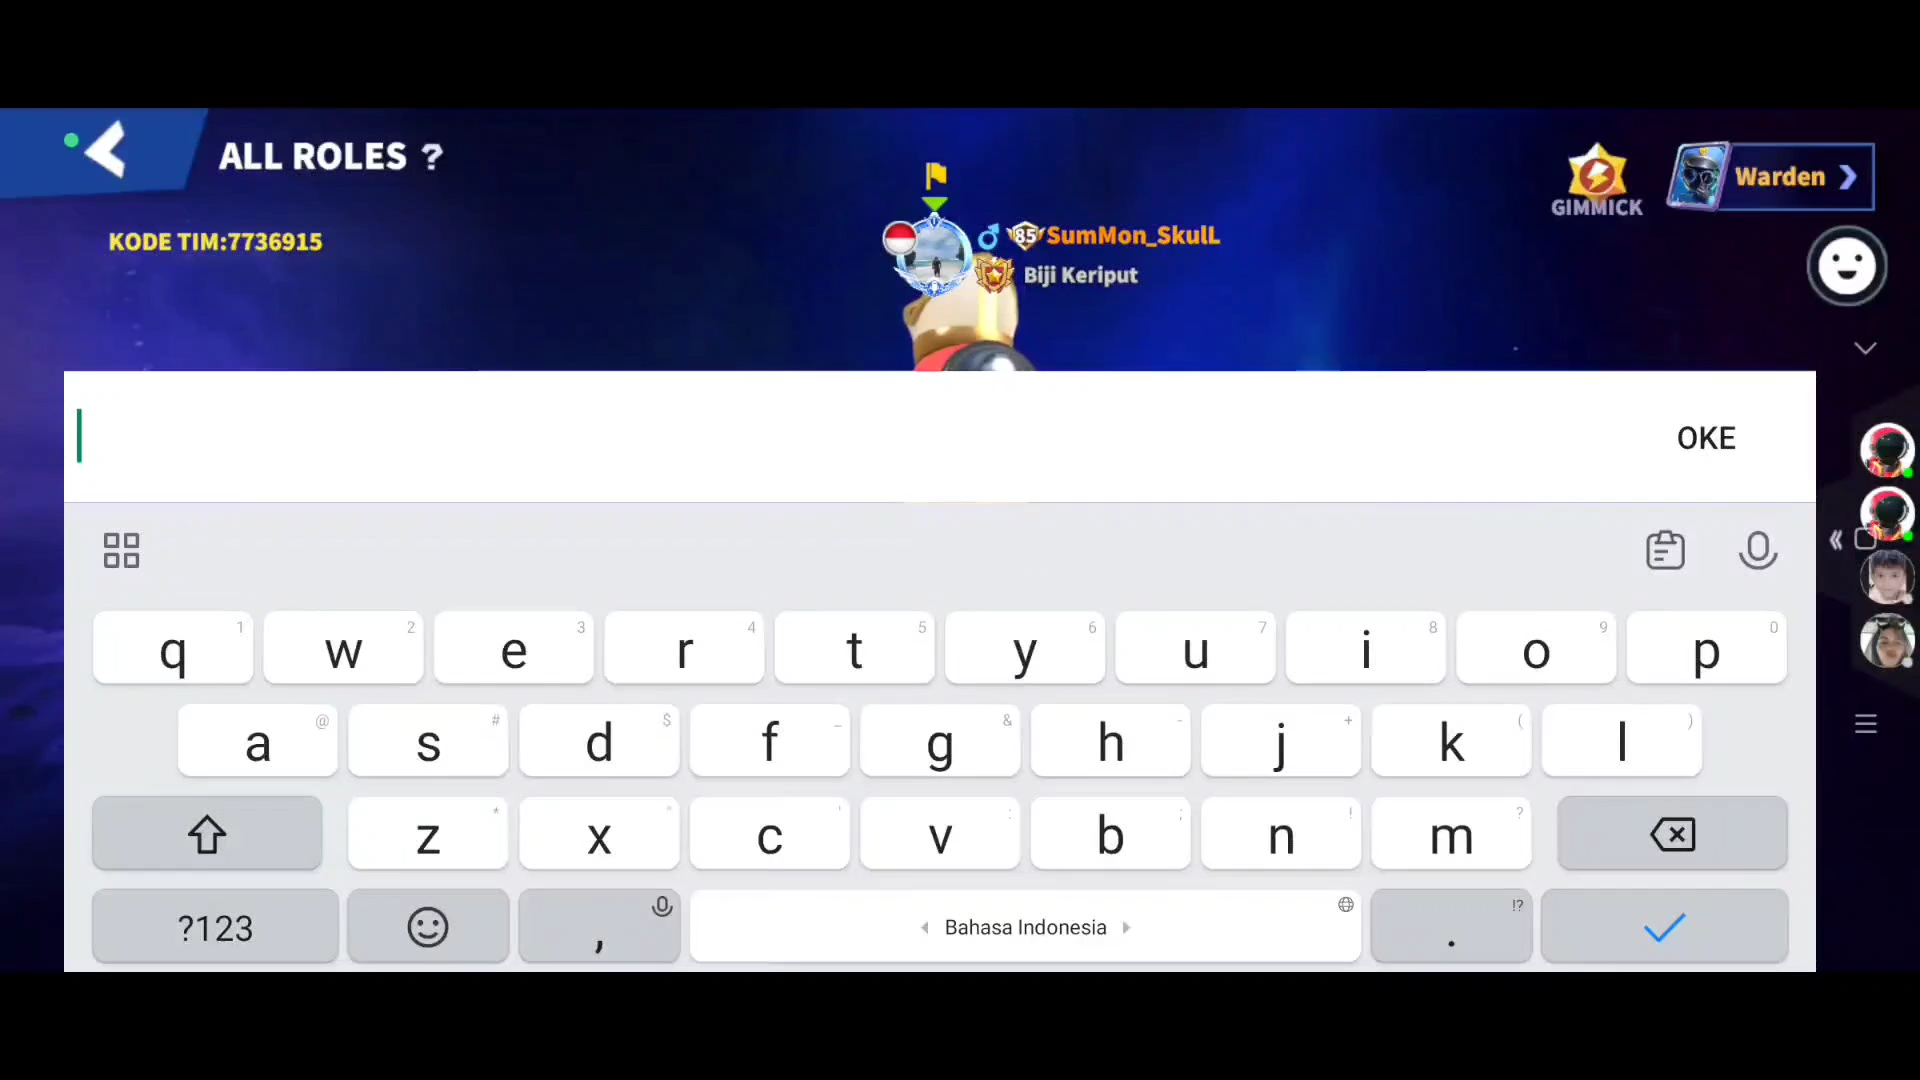 ALL ROLES ?
KODE TIM:7736915
85 SumMon_SkulL
Biji Keriput
GIMMICK
Warden
OKE
q 1 w 2 e 3 r 4 t 5 y 6 u 7 i 8 o 9 p 0
a @ s # d $ f _ g & h - j + k ( l )
z * x " c ' v : b ; n ! m ?
?123 , Bahasa Indonesia . !?